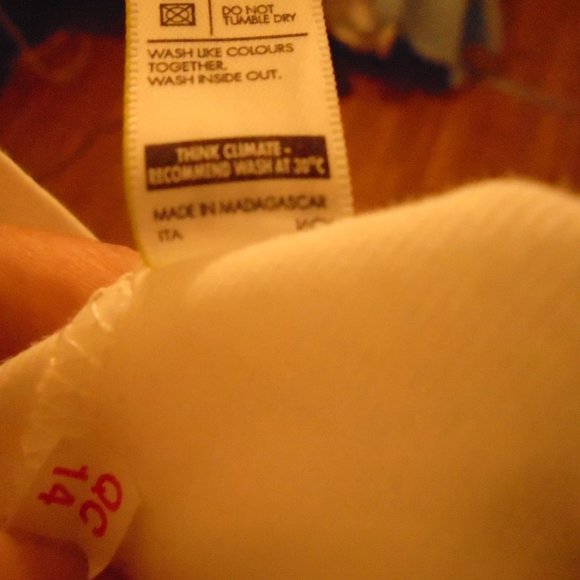 DO NOT
TUMBLE DRY
WASH LIKE COLOURS
TOGETHER.
WASH INSIDE OUT.
THINK CLIMATE -
RECOMMEND WASH AT 30°C
MADE IN MADAGASCAR
ITA
QC
14